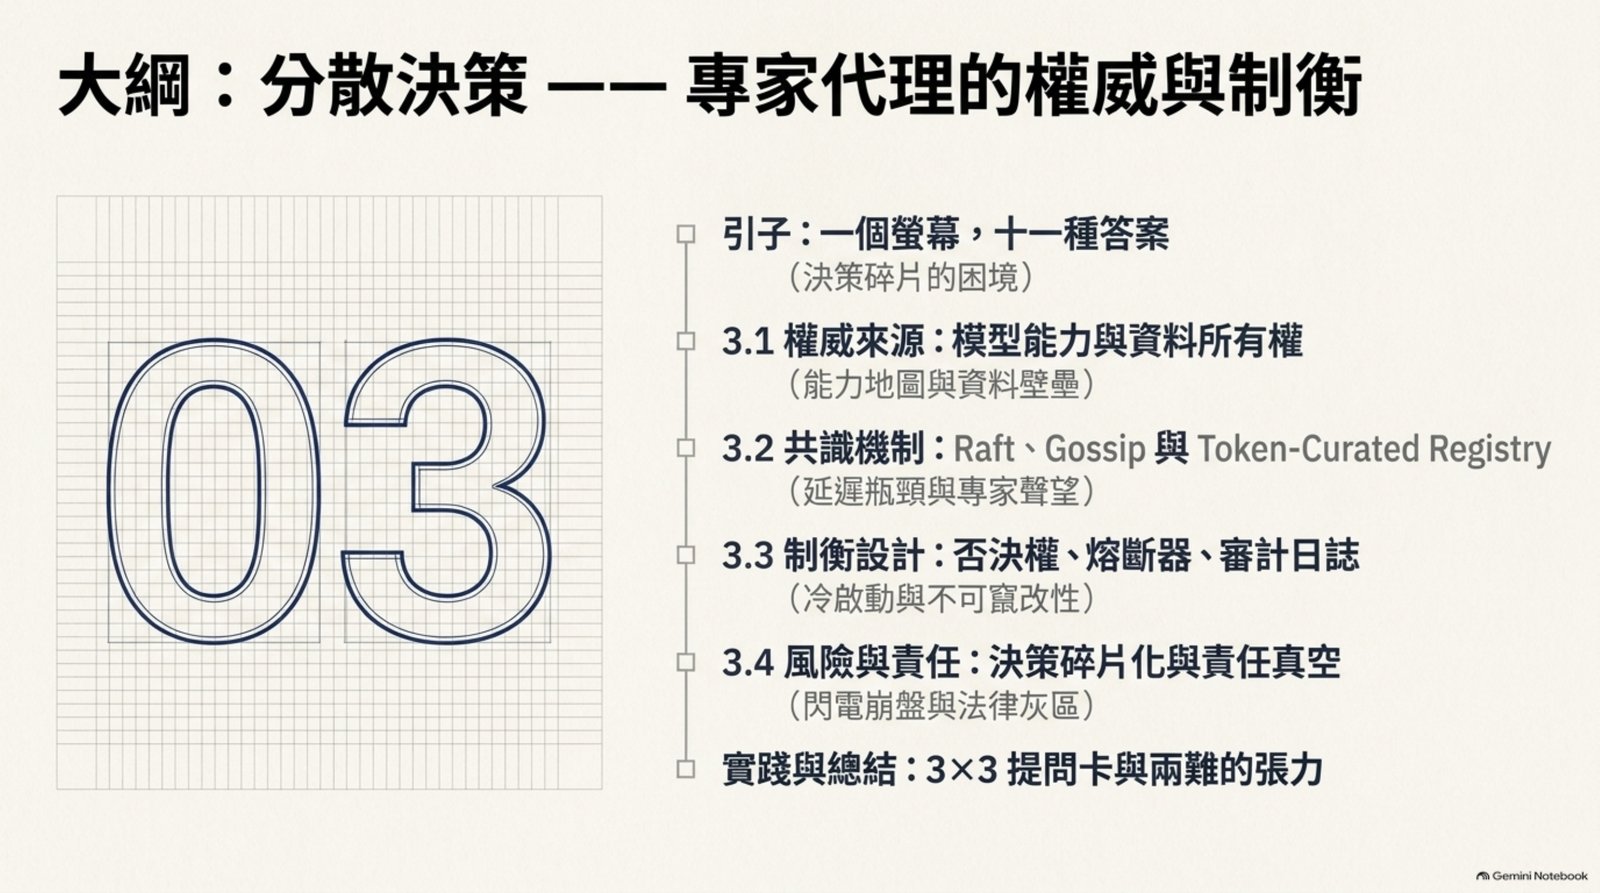 大綱：分散決策 —— 專家代理的權威與制衡
03
引子：一個螢幕，十一種答案
（決策碎片的困境）
3.1 權威來源：模型能力與資料所有權
（能力地圖與資料壁壘）
3.2 共識機制：Raft、Gossip 與 Token-Curated Registry
（延遲瓶頸與專家聲望）
3.3 制衡設計：否決權、熔斷器、審計日誌
（冷啟動與不可竄改性）
3.4 風險與責任：決策碎片化與責任真空
（閃電崩盤與法律灰區）
實踐與總結：3×3 提問卡與兩難的張力
Gemini Notebook